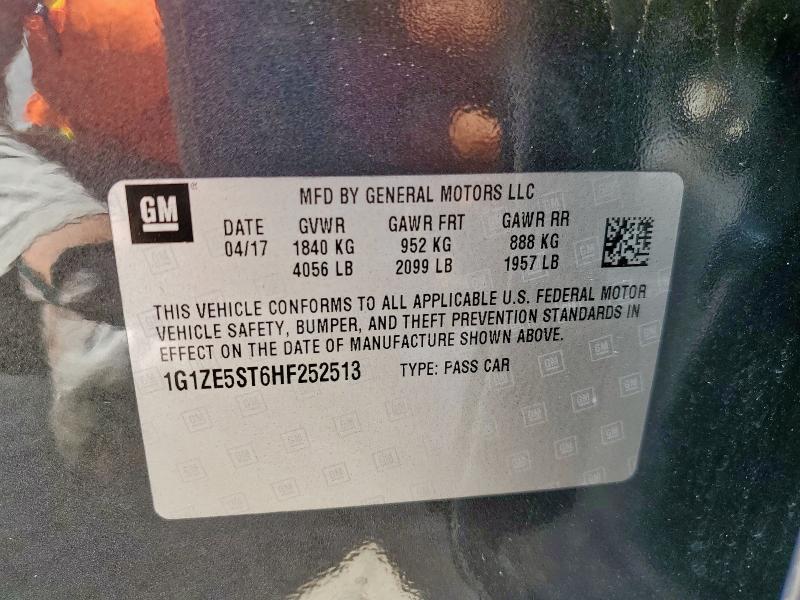 GM
MFD BY GENERAL MOTORS LLC
DATE GVWR GAWR FRT GAWR RR
04/17 1840 KG 952 KG 888 KG
4056 LB 2099 LB 1957 LB
THIS VEHICLE CONFORMS TO ALL APPLICABLE U.S. FEDERAL MOTOR
VEHICLE SAFETY, BUMPER, AND THEFT PREVENTION STANDARDS IN
EFFECT ON THE DATE OF MANUFACTURE SHOWN ABOVE.
1G1ZE5ST6HF252513 TYPE: PASS CAR